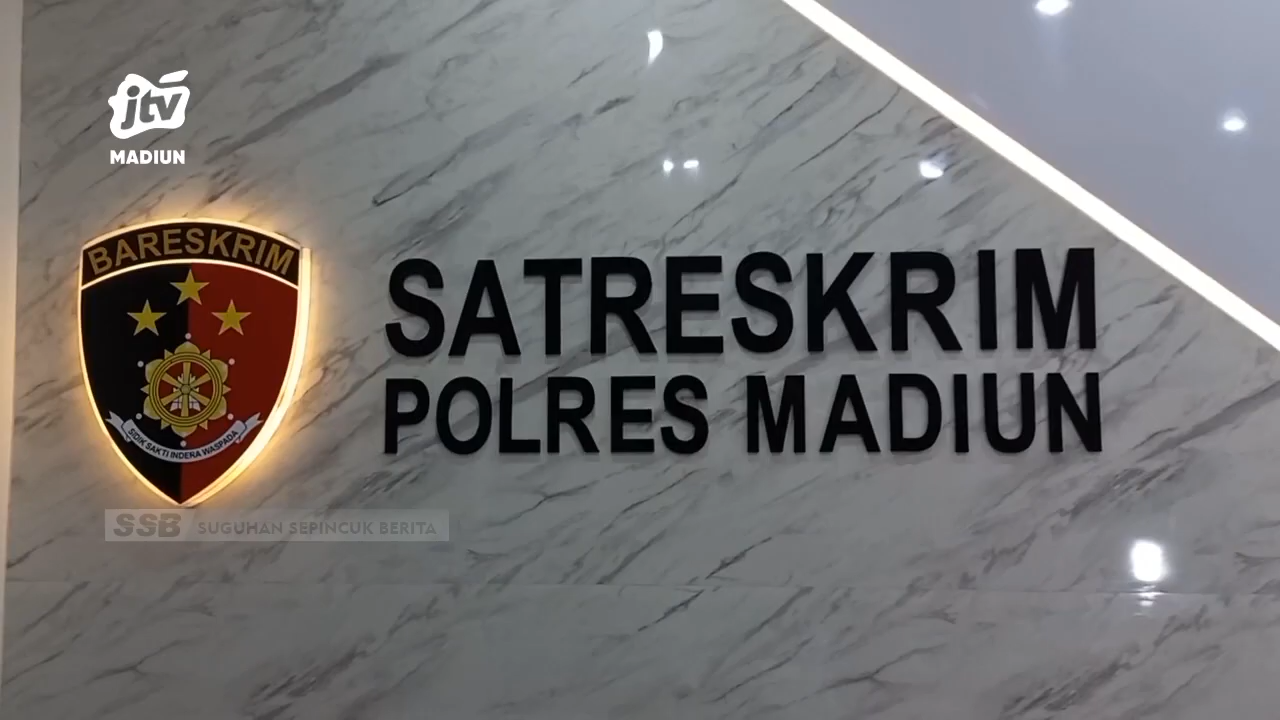 jtv
MADIUN
BARESKRIM
SIDIK SAKTI INDERA WASPADA
SATRESKRIM
POLRES MADIUN
SSB SUGUHAN SEPINCUK BERITA